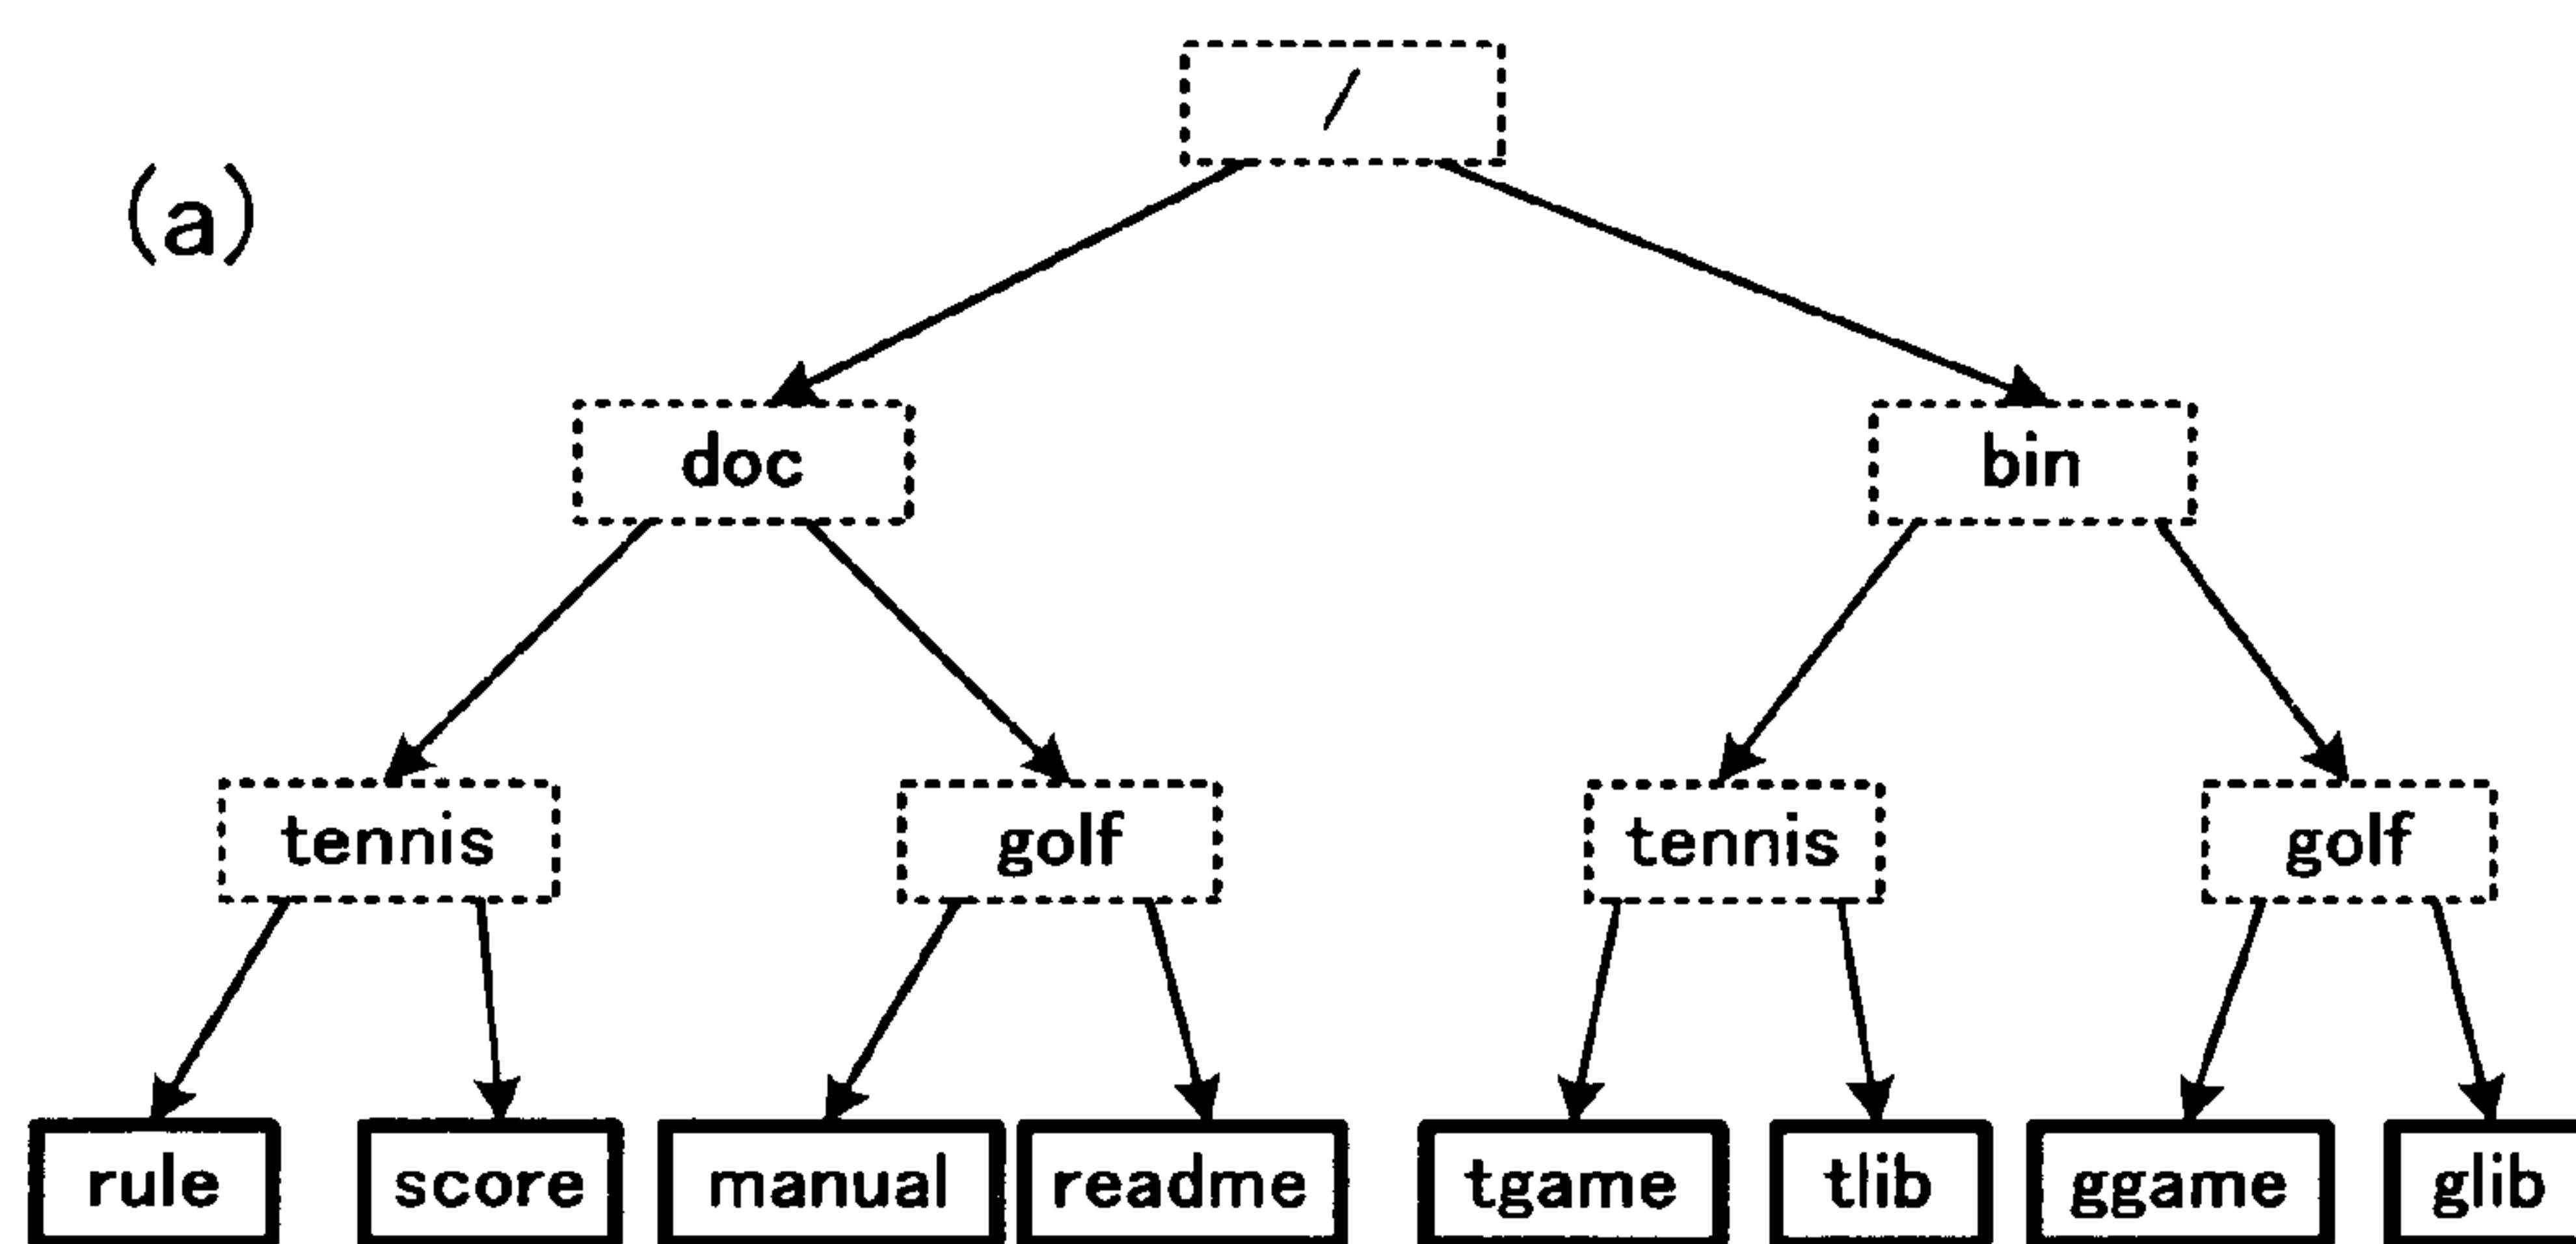 /
(a)
doc bin
tennis golf tennis golf
rule score manual readme tgame tlib ggame glib